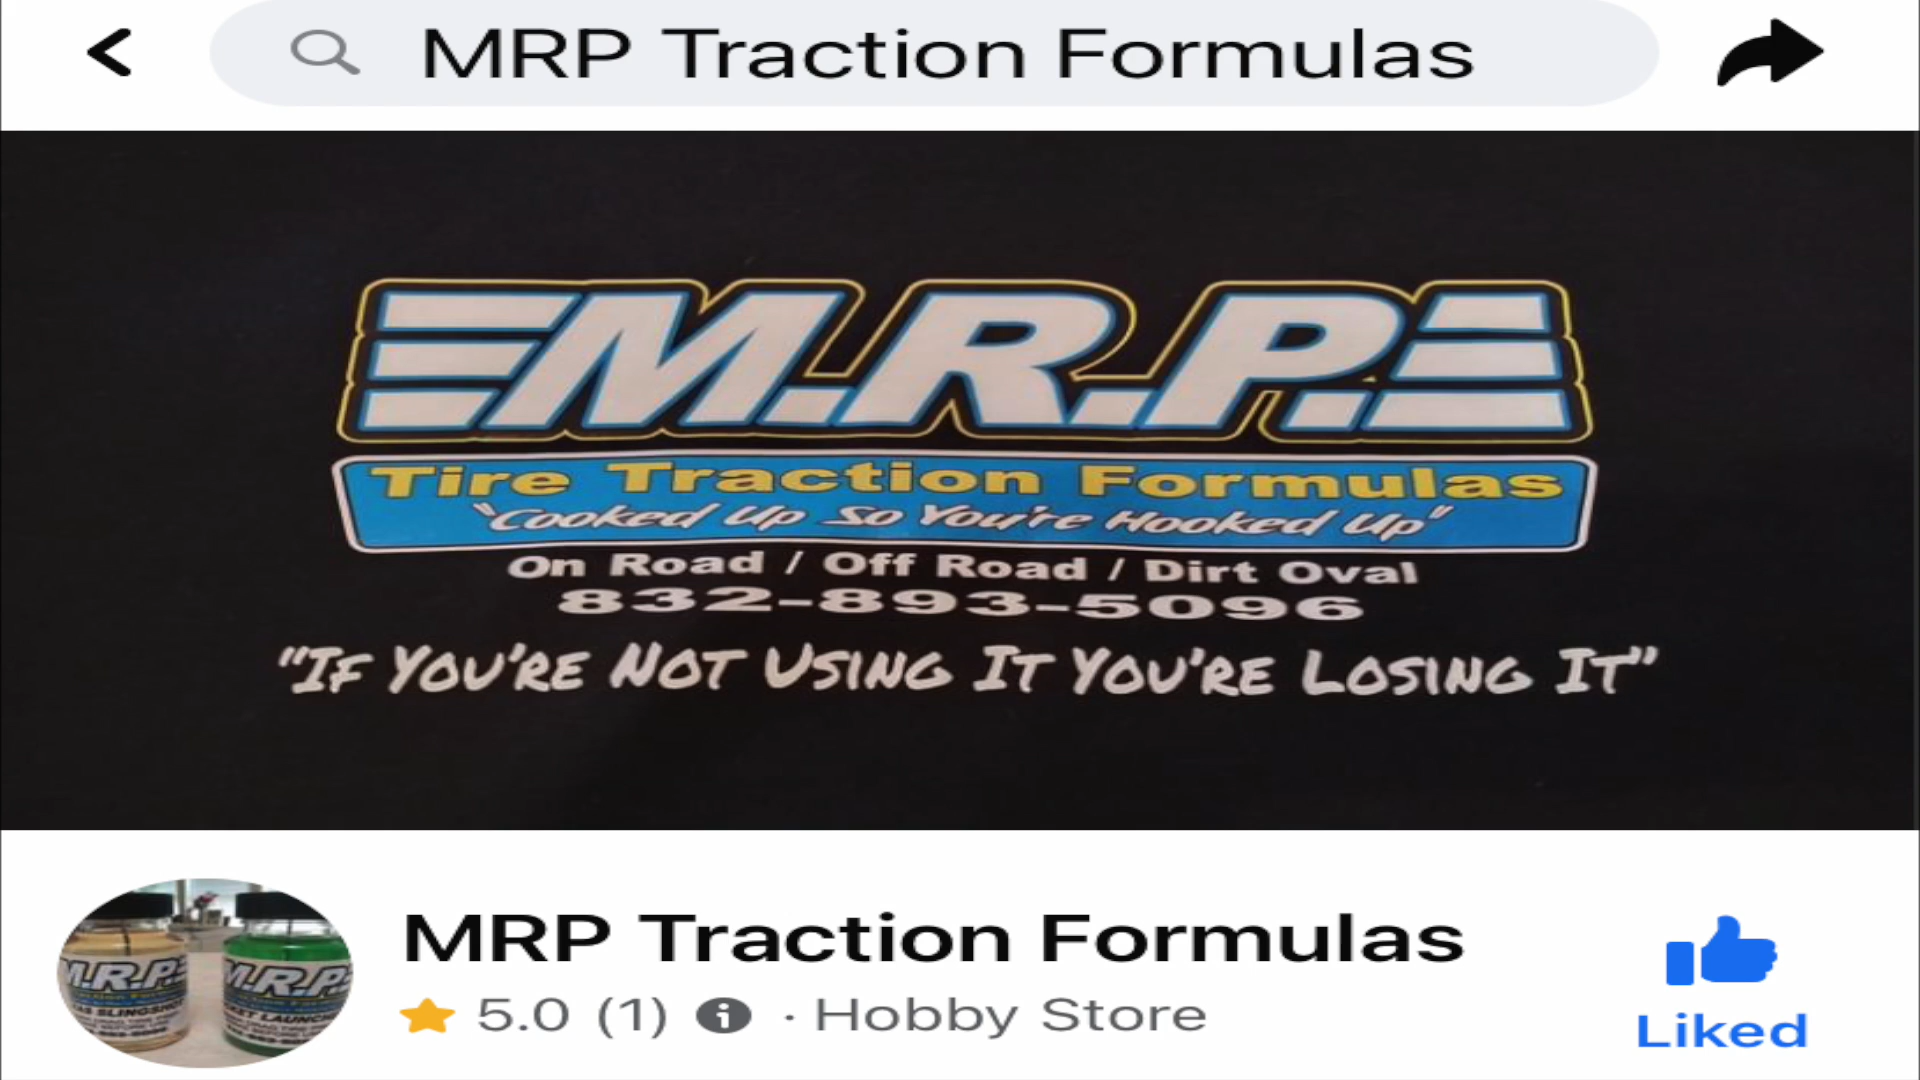 MRP Traction Formulas
M.R.P.
Tire Traction Formulas
"Cooked Up So You're Hooked Up"
On Road / Off Road / Dirt Oval
832-893-5096
"If You're Not Using It You're Losing It"
M.R.P.
M.R.P.
MRP Traction Formulas
5.0 (1) · Hobby Store
Liked